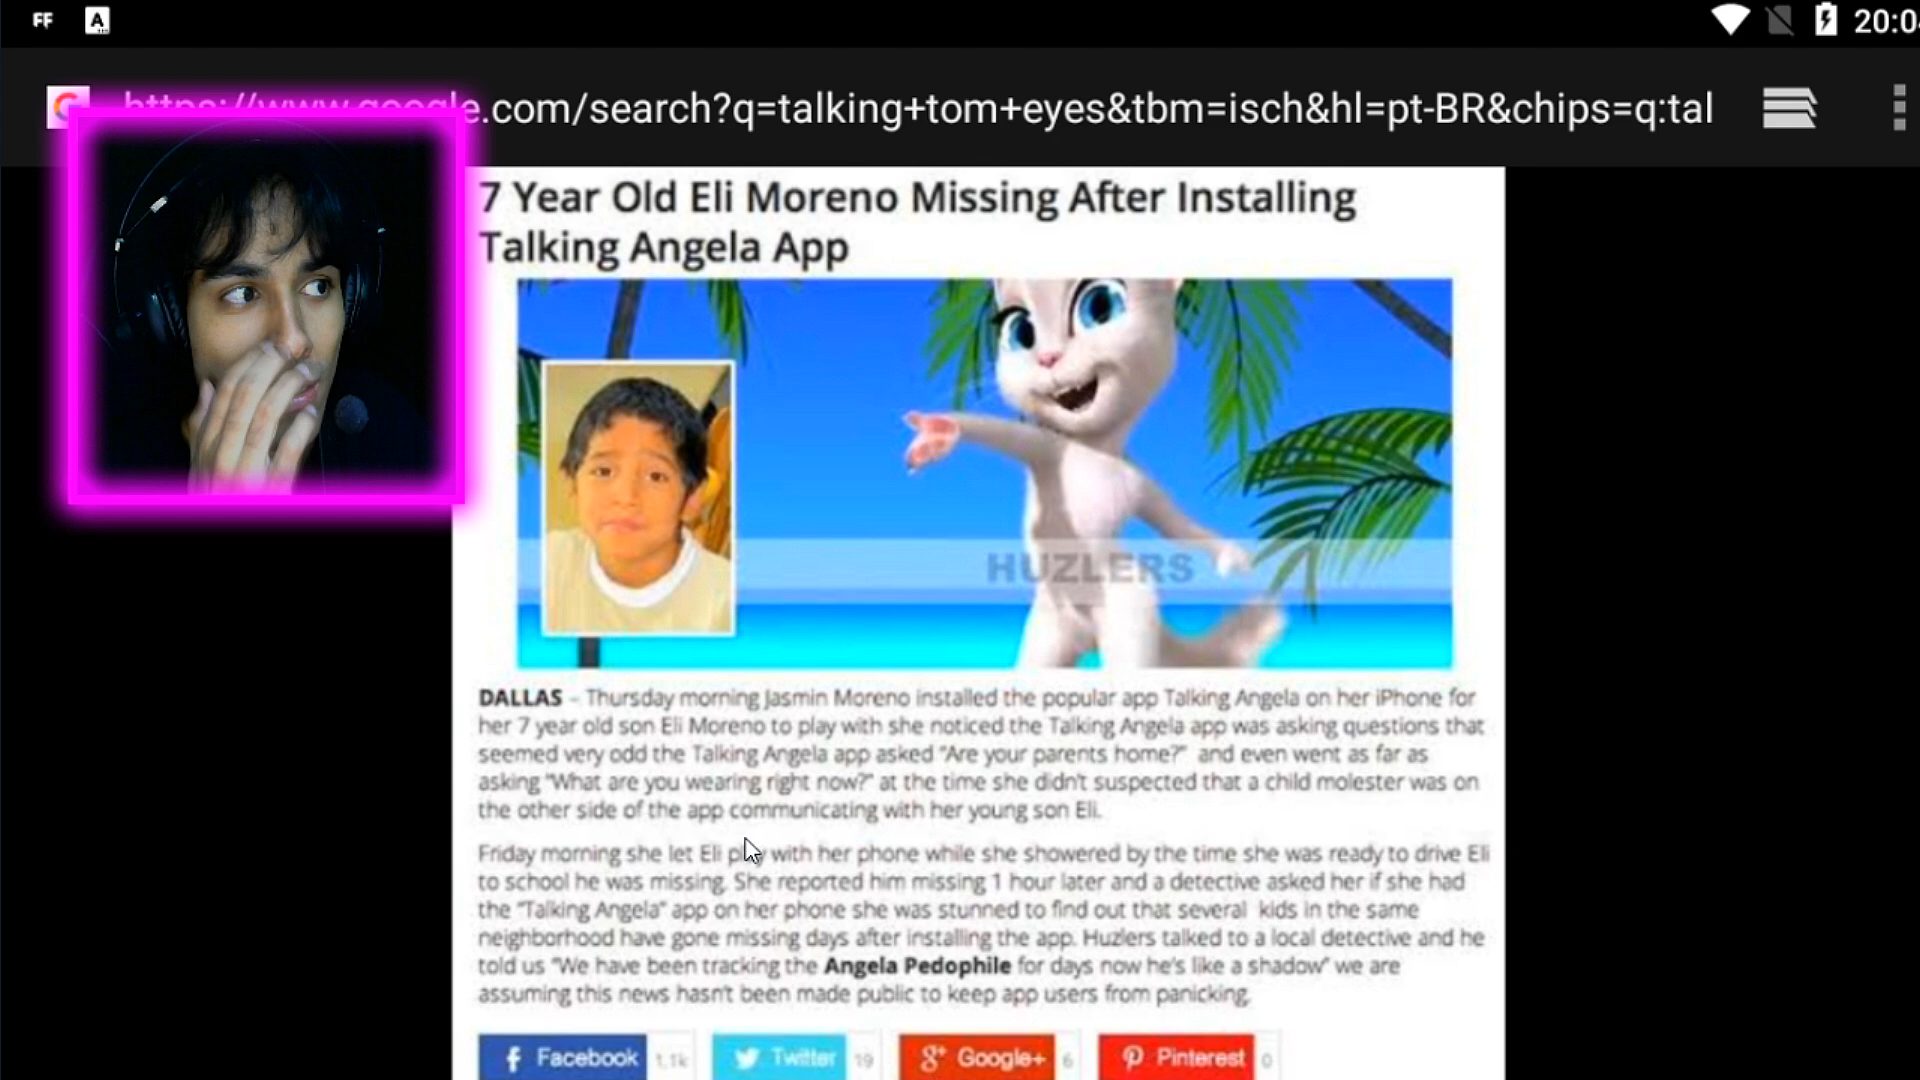 FF
A
20:0
https://www.google.com/search?q=talking+tom+eyes&tbm=isch&hl=pt-BR&chips=q:tal
7 Year Old Eli Moreno Missing After Installing
Talking Angela App
HUZLERS
DALLAS – Thursday morning Jasmin Moreno installed the popular app Talking Angela on her iPhone for
her 7 year old son Eli Moreno to play with she noticed the Talking Angela app was asking questions that
seemed very odd the Talking Angela app asked “Are your parents home?” and even went as far as
asking “What are you wearing right now?” at the time she didn’t suspected that a child molester was on
the other side of the app communicating with her young son Eli.
Friday morning she let Eli play with her phone while she showered by the time she was ready to drive Eli
to school he was missing. She reported him missing 1 hour later and a detective asked her if she had
the “Talking Angela” app on her phone she was stunned to find out that several kids in the same
neighborhood have gone missing days after installing the app. Huzlers talked to a local detective and he
told us “We have been tracking the Angela Pedophile for days now he’s like a shadow” we are
assuming this news hasn’t been made public to keep app users from panicking.
Facebook 1.1k Twitter 19 Google+ 6 Pinterest 0